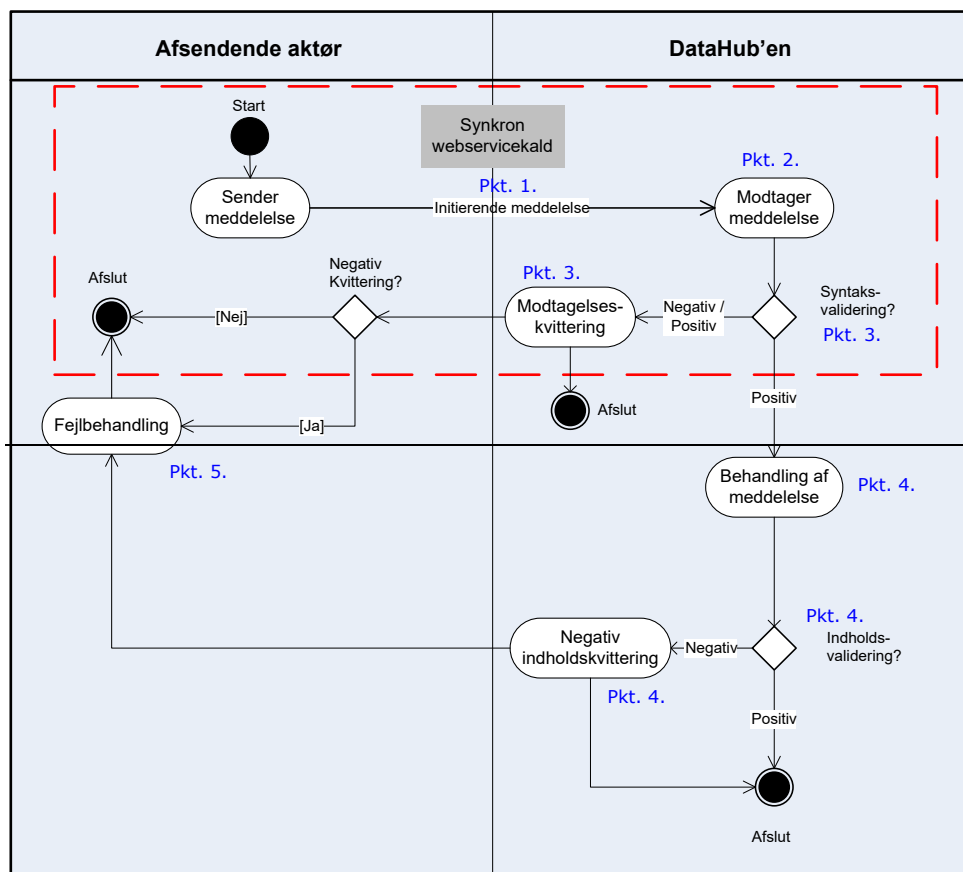 Afsendende aktør
DataHub’en
Start
Synkron
webservicekald
Pkt. 2.
Sender
meddelelse
Pkt. 1.
Initierende meddelelse
Modtager
meddelelse
Afslut
Negativ
Kvittering?
Pkt. 3.
[Nej]
Modtagelses-
kvittering
Negativ /
Positiv
Syntaks-
validering?
Pkt. 3.
Fejlbehandling
[Ja]
Afslut
Positiv
Pkt. 5.
Behandling af
meddelelse
Pkt. 4.
Pkt. 4.
Negativ
indholdskvittering
Negativ
Indholds-
validering?
Pkt. 4.
Positiv
Afslut